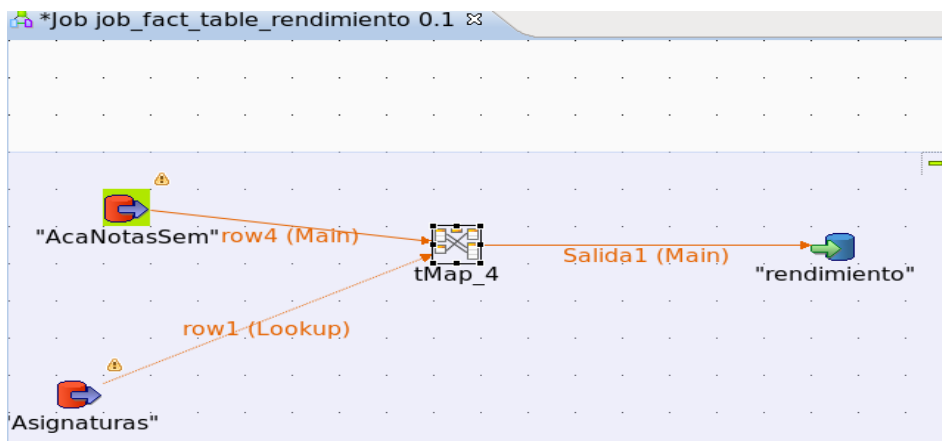 *Job job_fact_table_rendimiento 0.1
"AcaNotasSem" row4 (Main)
Salida1 (Main)
tMap_4
"rendimiento"
row1 (Lookup)
"Asignaturas"